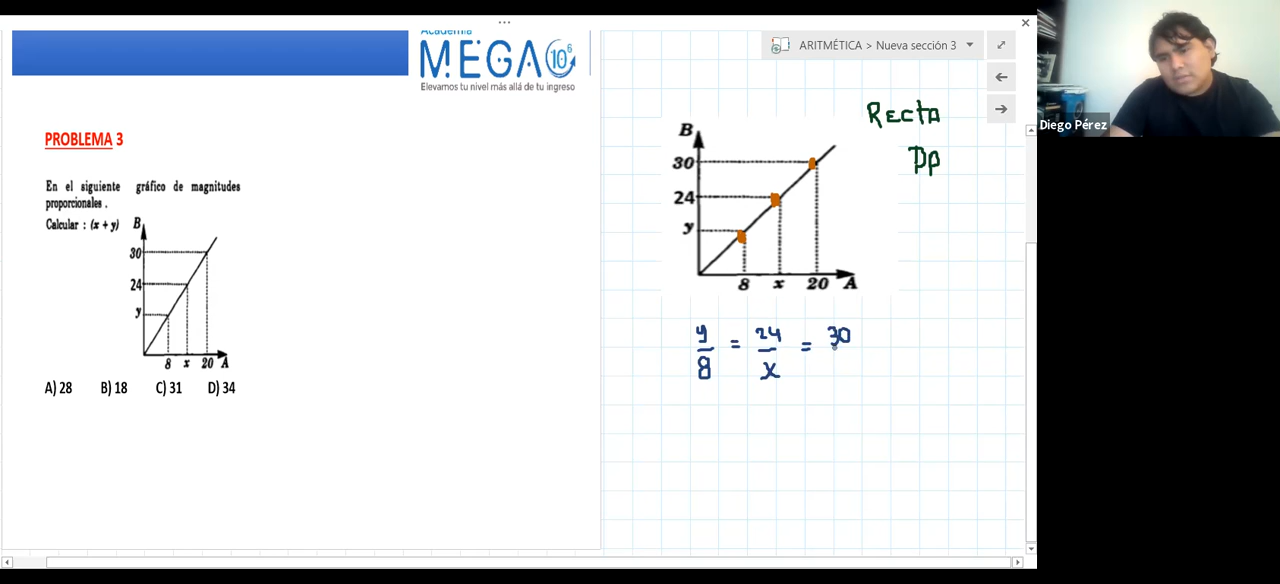 Academia
MEGA 10⁶
Elevamos tu nivel más allá de tu ingreso
ARITMÉTICA > Nueva sección 3
Diego Pérez
PROBLEMA 3
En el siguiente gráfico de magnitudes
proporcionales .
Calcular : (x + y)
B
30
24
y
8 x 20 A
A) 28 B) 18 C) 31 D) 34
Recta
DP
B
30
24
y
8 x 20 A
y/8 = 24/x = 30